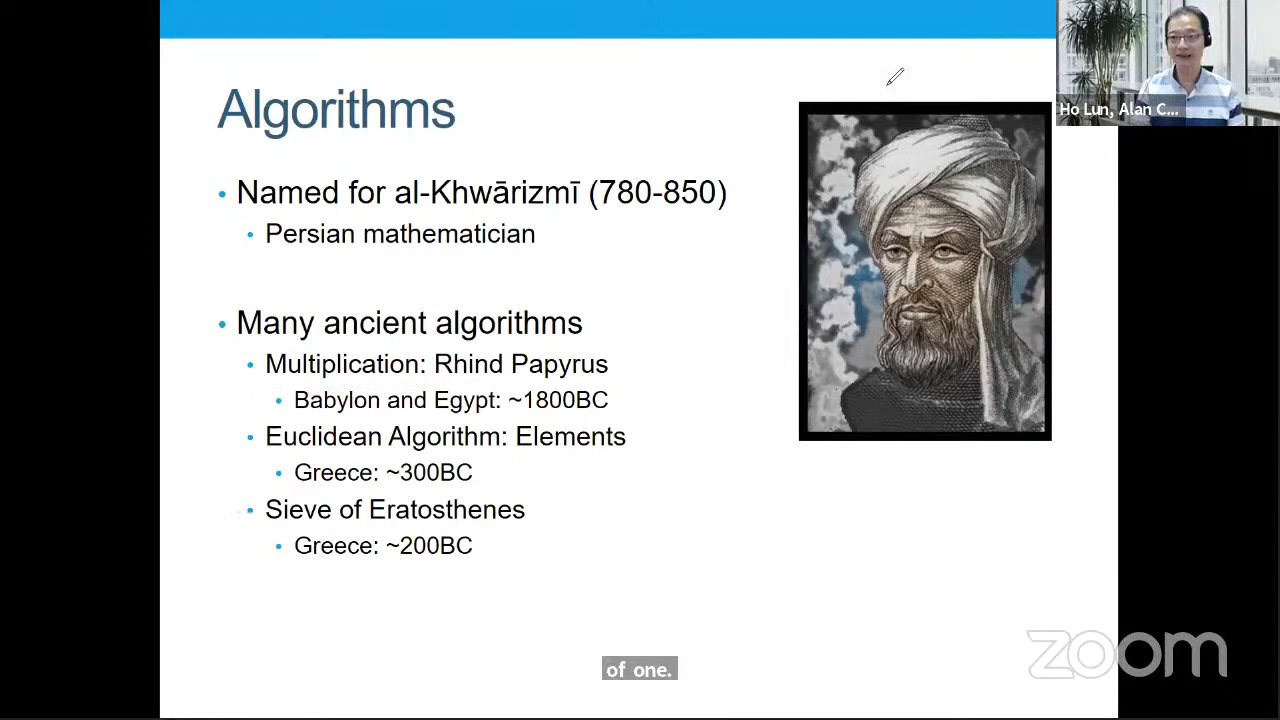 Algorithms
• Named for al-Khwārizmī (780-850)
• Persian mathematician
• Many ancient algorithms
• Multiplication: Rhind Papyrus
• Babylon and Egypt: ~1800BC
• Euclidean Algorithm: Elements
• Greece: ~300BC
• Sieve of Eratosthenes
• Greece: ~200BC
Ho Lun, Alan C...
of one.
zoom